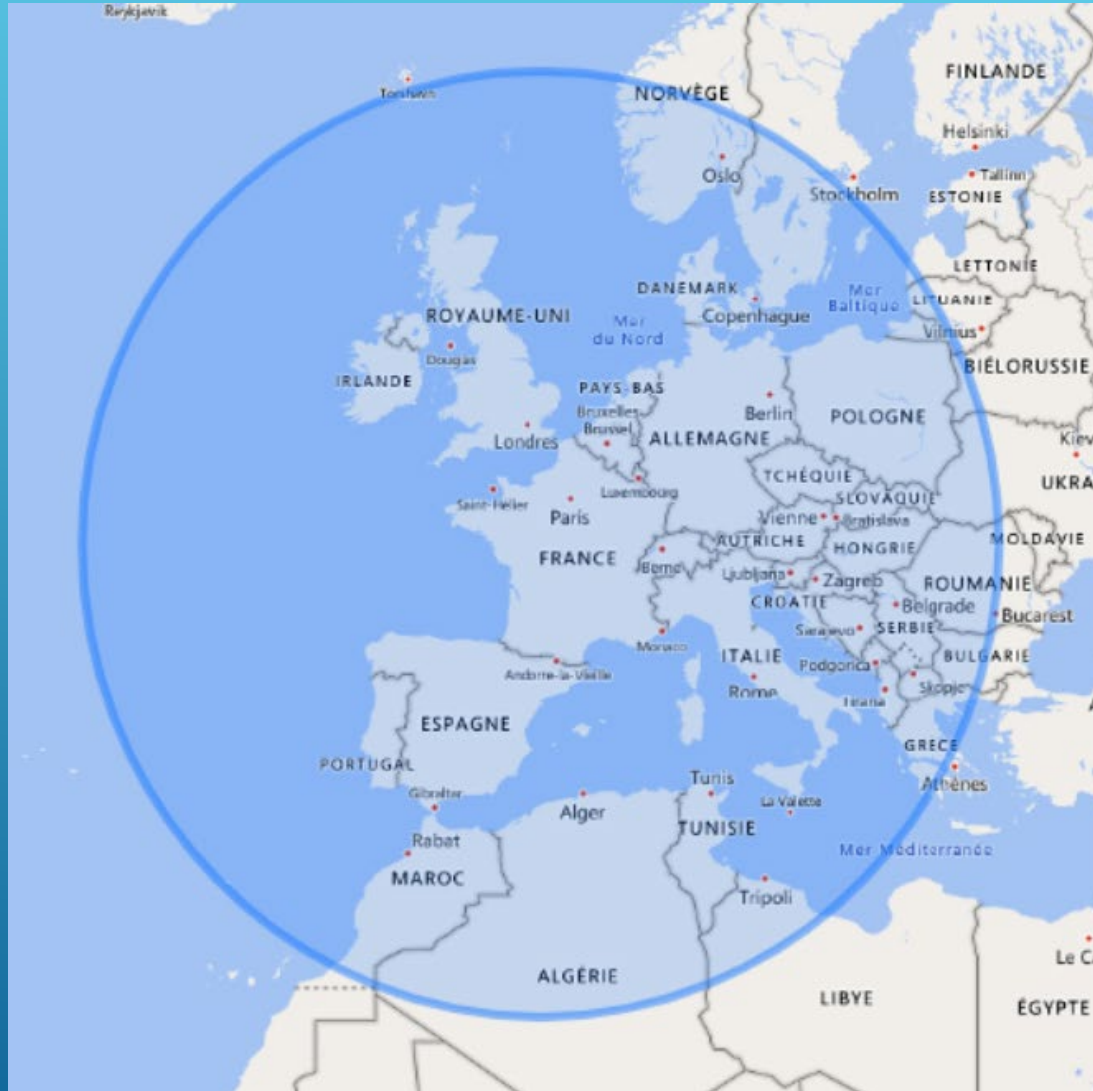 Reykjavik
FINLANDE
Torshavn
NORVÈGE
Helsinki
Oslo
Tallinn
Stockholm
ESTONIE
LETTONIE
DANEMARK
Mer
Baltique
LITUANIE
ROYAUME-UNI
Copenhague
Mer
du Nord
Vilnius
Douglas
BIÉLORUSSIE
IRLANDE
PAYS-BAS
Bruxelles
Brussel
Berlin
POLOGNE
Londres
ALLEMAGNE
Kiev
TCHÉQUIE
UKRA
Luxembourg
SLOVAQUIE
Saint-Hélier
Paris
Vienne
Bratislava
AUTRICHE
MOLDAVIE
HONGRIE
FRANCE
Berne
Ljubljana
Zagreb
ROUMANIE
CROATIE
Belgrade
Bucarest
Sarajevo
SERBIE
Monaco
ITALIE
Podgorica
BULGARIE
Andorre-la-Vieille
Rome
Skopje
Tirana
ESPAGNE
GRÈCE
PORTUGAL
Tunis
Athènes
Gibraltar
La Valette
Alger
TUNISIE
Rabat
Mer Méditerranée
MAROC
Tripoli
Le C
ALGÉRIE
LIBYE
ÉGYPTE